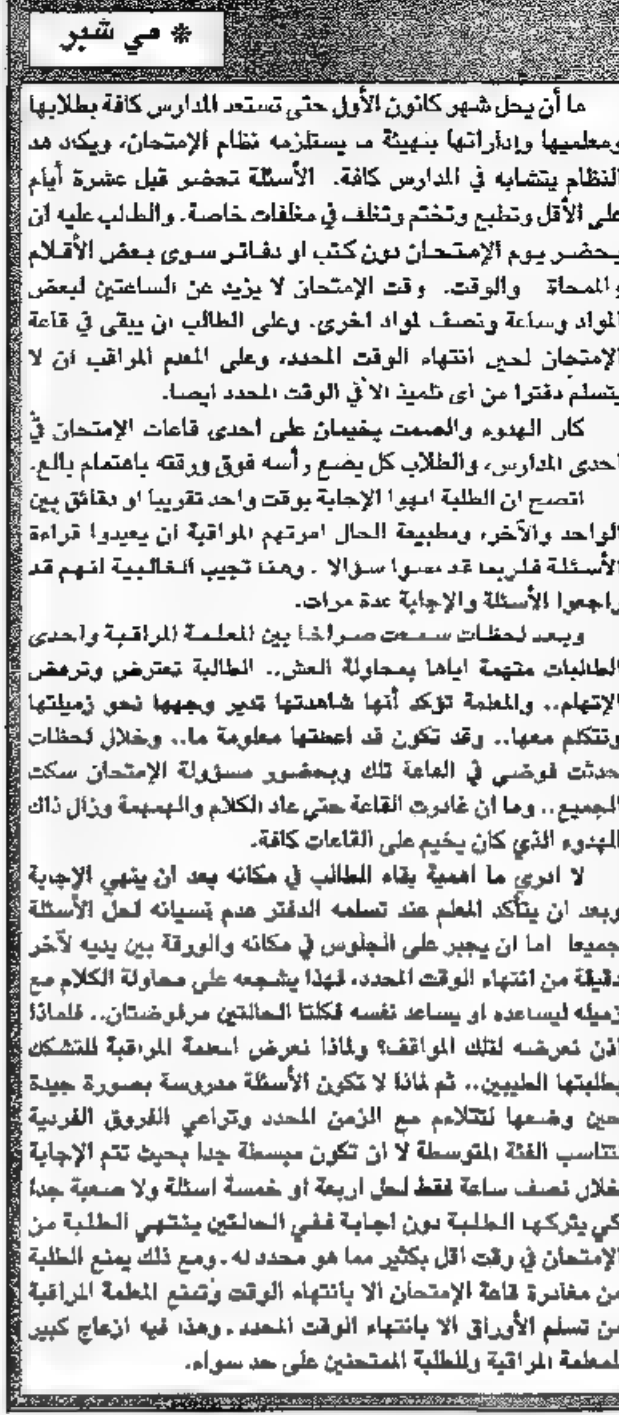 * مي شبر
ما أن يحل شهر كانون الأول حتى تستعد المدارس كافة بطلابها
ومعلميها وإداراتها بتهيئة ما يستلزمه نظام الإمتحان، ويكاد هذ
النظام يتشابه في المدارس كافة. الأسئلة تحضر قبل عشرة أيام
على الأقل وتطبع وتختم وتغلف في مغلفات خاصة. والطالب عليه ان
يحضر يوم الإمتحان دون كتب او دفاتر سوى بعض الأقلام
والمحاة والوقت. وقت الإمتحان لا يزيد عن الساعتين لبعض
المواد وساعة ونصف لمواد اخرى. وعلى الطالب ان يبقى في قاعة
الإمتحان لحين انتهاء الوقت المحدد، وعلى المعلم المراقب ان لا
يتسلم دفترا من اي تلميذ الا في الوقت المحدد ايضا.
كان الهدوء والصمت يخيمان على احدى قاعات الإمتحان في
احدى المدارس، والطلاب كل يضع رأسه فوق ورقته باهتمام بالغ.
اتضح ان الطلبة انهوا الإجابة بوقت واحد تقريبا او دقائق بين
الواحد والآخر، وبطبيعة الحال امرتهم المراقبة ان يعيدوا قراءة
الأسئلة فلربما قد نسوا سؤالا . وهنا تجيب الغالبية انهم قد
راجعوا الأسئلة والإجابة عدة مرات.
وبعد لحظات سمعت صراخا بين المعلمة المراقبة واحدى
الطالبات متهمة اياها بمحاولة الغش.. الطالبة تعترض وترفض
الإتهام.. والمعلمة تؤكد أنها شاهدتها تدير وجهها نحو زميلتها
وتتكلم معها.. وقد تكون قد اعطتها معلومة ما.. وخلال لحظات
حدثت فوضى في القاعة تلك وبحضور مسؤولة الإمتحان سكت
الجميع.. وما ان غادرت القاعة حتى عاد الكلام والهمهمة وزال ذاك
الهدوء الذي كان يخيم على القاعات كافة.
لا ادري ما اهمية بقاء الطالب في مكانه بعد ان ينهي الإجابة
وبعد ان يتأكد المعلم عند تسلمه الدفتر عدم نسيانه لحل الأسئلة
جميعا اما ان يجبر على الجلوس في مكانه والورقة بين يديه لآخر
دقيقة من انتهاء الوقت المحدد، فهذا يشجعه على محاولة الكلام مع
زميله ليساعده او يساعد نفسه فكلتا الحالتين مرفوضتان.. فلماذا
اذن نعرضه لتلك المواقف؟ ولماذا نعرض المعلمة المراقبة للتشكك
بطلبتها الطيبين.. ثم لماذا لا تكون الأسئلة مدروسة بصورة جيدة
حين وضعها لتتلاءم مع الزمن المحدد وتراعي الفروق الفردية
لتناسب الفئة المتوسطة لا ان تكون مبسطة جدا بحيث تتم الإجابة
خلال نصف ساعة فقط لحل اربعة او خمسة اسئلة ولا صعبة جدا
كي يتركها الطلبة دون اجابة ففي الحالتين ينتهي الطلبة من
الإمتحان في وقت اقل بكثير مما هو محدد له . ومع ذلك يمنع الطلبة
من مغادرة قاعة الإمتحان الا بانتهاء الوقت وتمنع المعلمة المراقبة
من تسلم الأوراق الا بانتهاء الوقت المحدد . وهذا فيه ازعاج كبير
للمعلمة المراقبة وللطلبة الممتحنين على حد سواء.